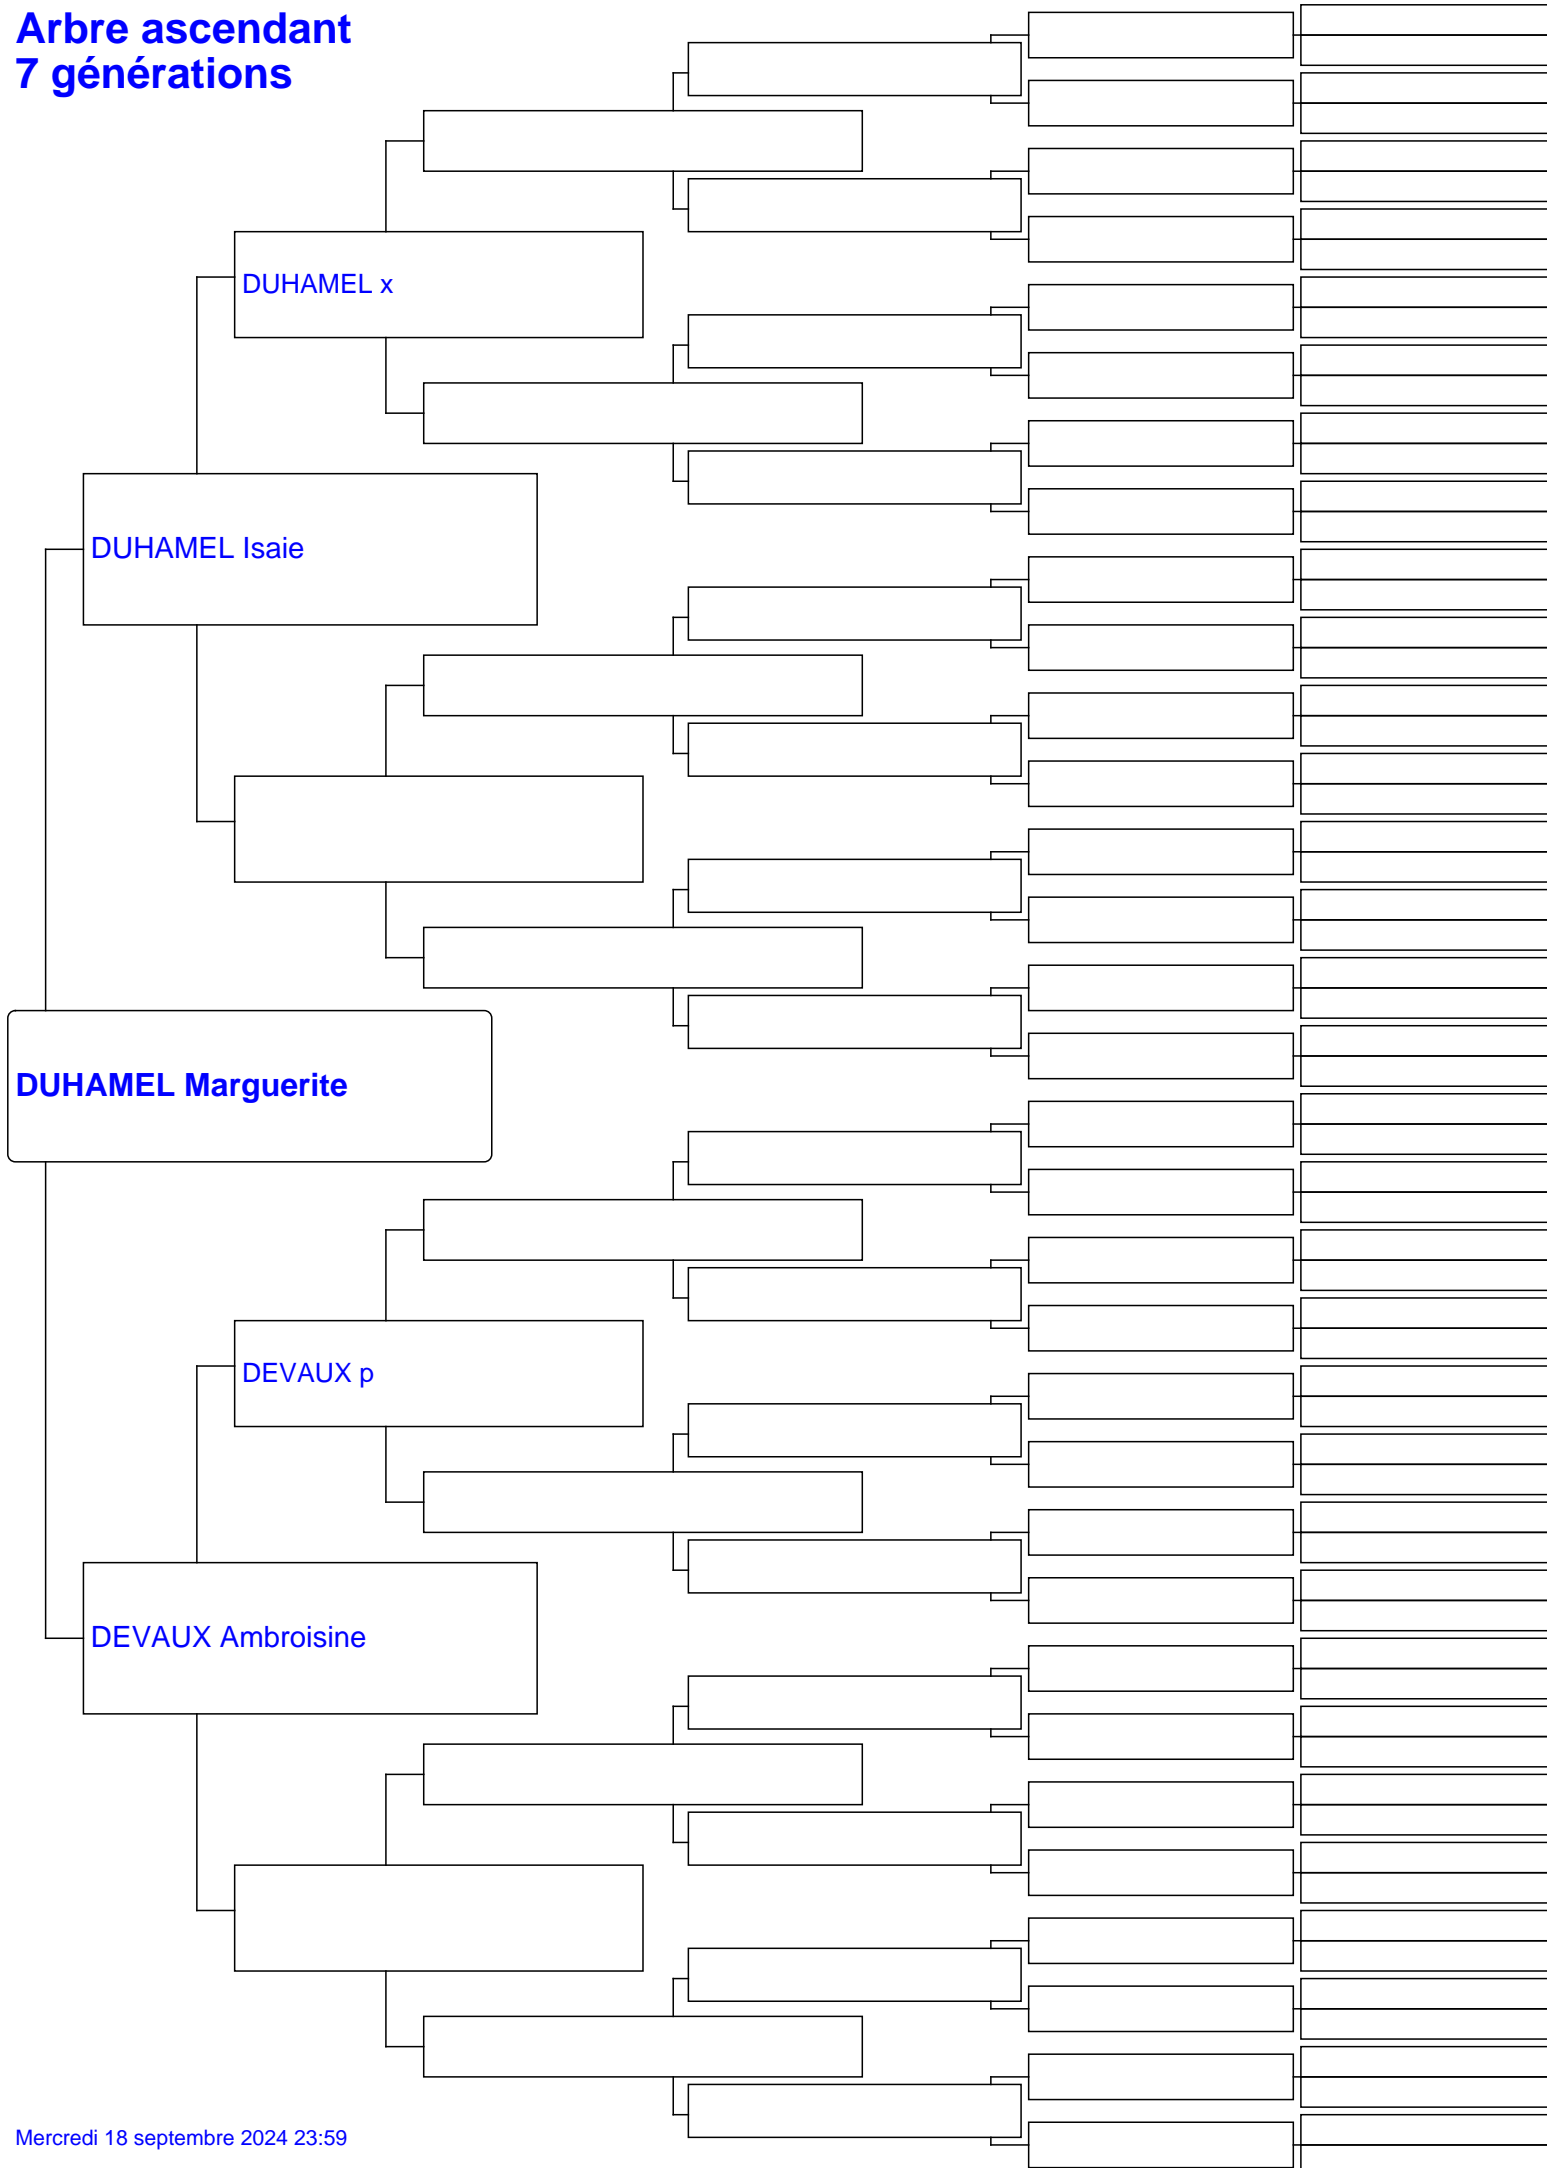 Arbre ascendant
7 générations
DUHAMEL x
DUHAMEL Isaie
DUHAMEL Marguerite
DEVAUX p
DEVAUX Ambroisine
Mercredi 18 septembre 2024 23:59